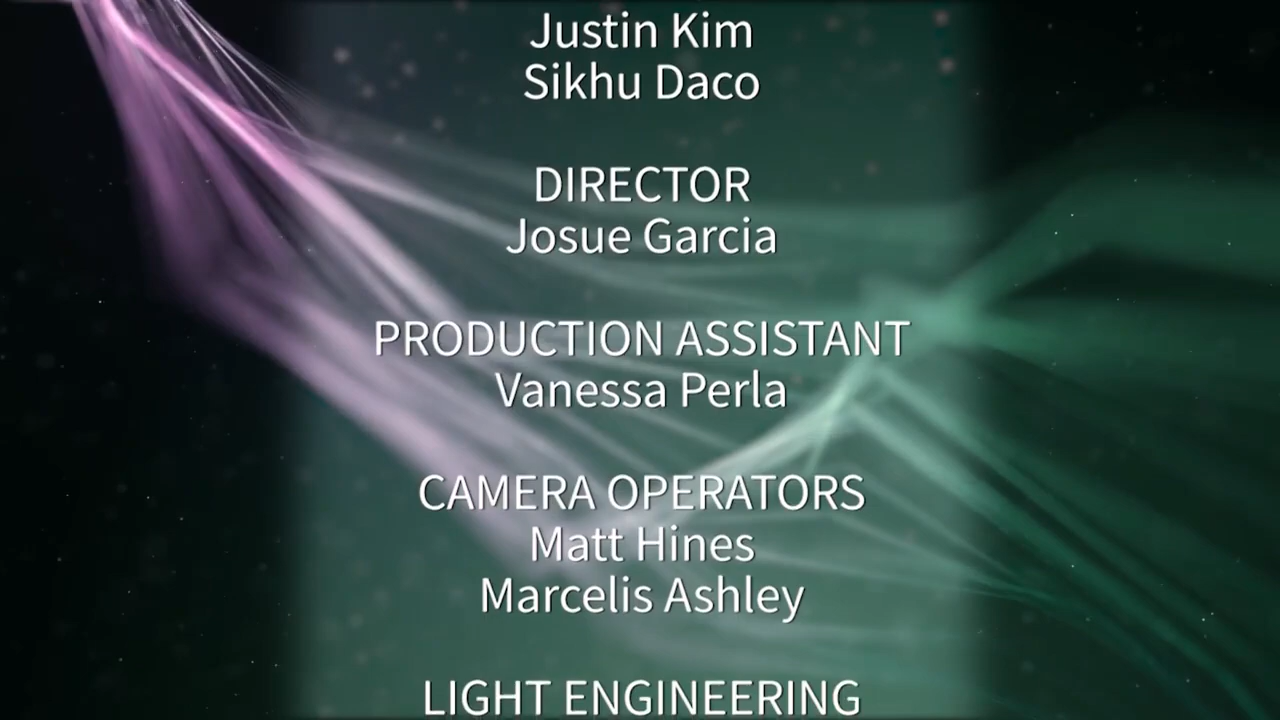 Justin Kim
Sikhu Daco
DIRECTOR
Josue Garcia
PRODUCTION ASSISTANT
Vanessa Perla
CAMERA OPERATORS
Matt Hines
Marcelis Ashley
LIGHT ENGINEERING